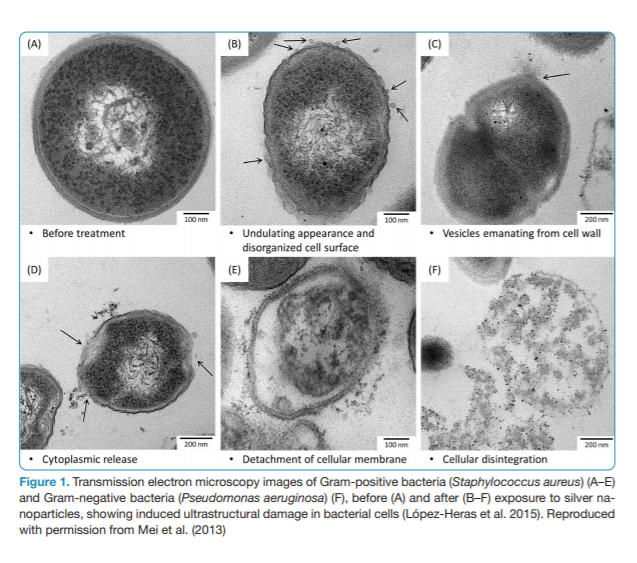 (A)
(B)
(C)
100 nm
100 nm
200 nm
• Before treatment
• Undulating appearance and
disorganized cell surface
• Vesicles emanating from cell wall
(D)
(E)
(F)
200 nm
100 nm
200 nm
• Cytoplasmic release
• Detachment of cellular membrane
• Cellular disintegration
Figure 1. Transmission electron microscopy images of Gram-positive bacteria (Staphylococcus aureus) (A–E)
and Gram-negative bacteria (Pseudomonas aeruginosa) (F), before (A) and after (B–F) exposure to silver na-
noparticles, showing induced ultrastructural damage in bacterial cells (López-Heras et al. 2015). Reproduced
with permission from Mei et al. (2013)